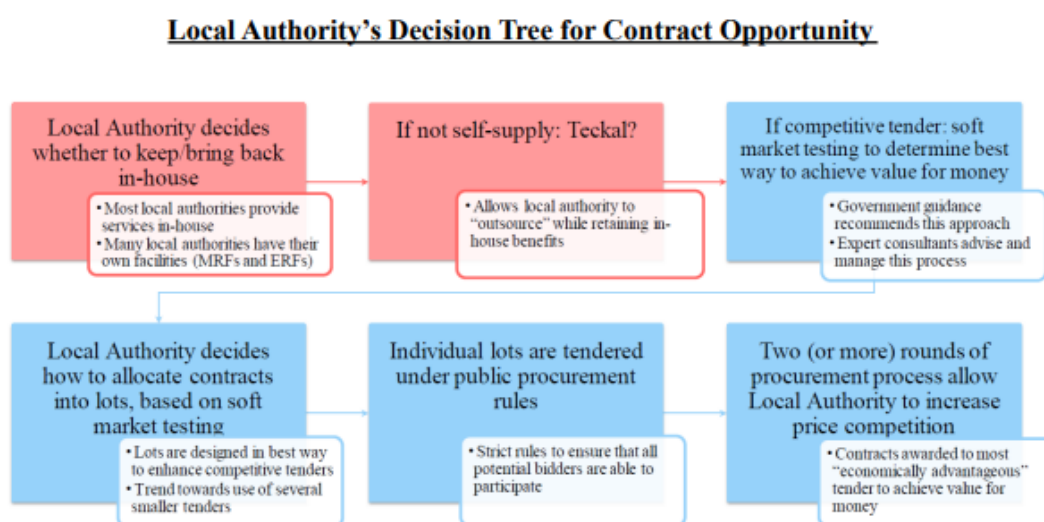 Local Authority's Decision Tree for Contract Opportunity
Local Authority decides
whether to keep/bring back
in-house
• Most local authorities provide
services in-house
• Many local authorities have their
own facilities (MRFs and ERFs)
If not self-supply: Teckal?
• Allows local authority to
"outsource" while retaining in-
house benefits
If competitive tender: soft
market testing to determine best
way to achieve value for money
• Government guidance
recommends this approach
• Expert consultants advise and
manage this process
Local Authority decides
how to allocate contracts
into lots, based on soft
market testing
• Lots are designed in best way
to enhance competitive tenders
• Trend towards use of several
smaller tenders
Individual lots are tendered
under public procurement
rules
• Strict rules to ensure that all
potential bidders are able to
participate
Two (or more) rounds of
procurement process allow
Local Authority to increase
price competition
• Contracts awarded to most
"economically advantageous"
tender to achieve value for
money